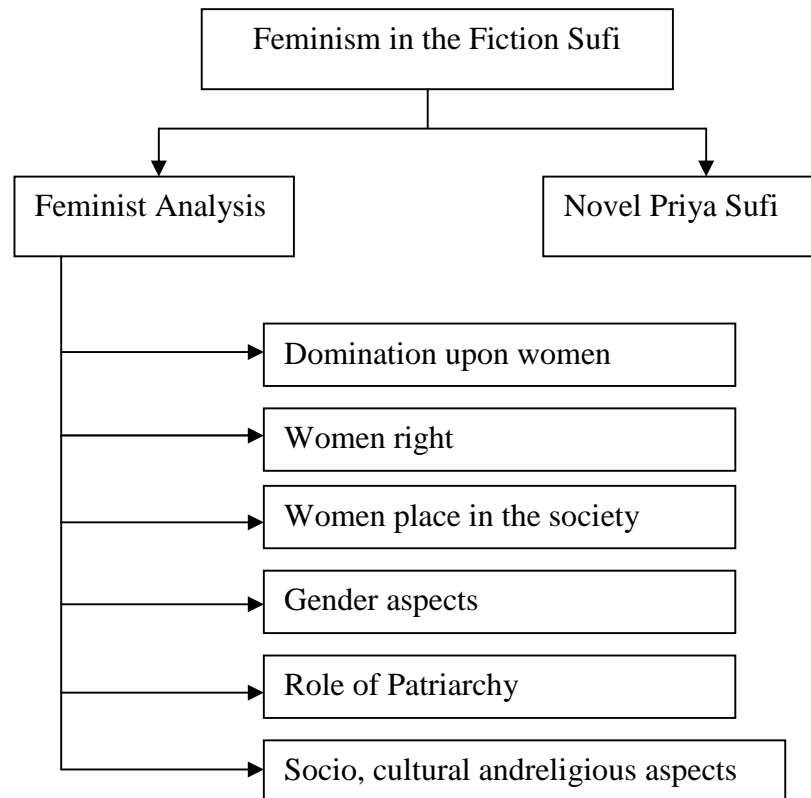 Feminism in the Fiction Sufi
Feminist Analysis
Novel Priya Sufi
Domination upon women
Women right
Women place in the society
Gender aspects
Role of Patriarchy
Socio, cultural andreligious aspects